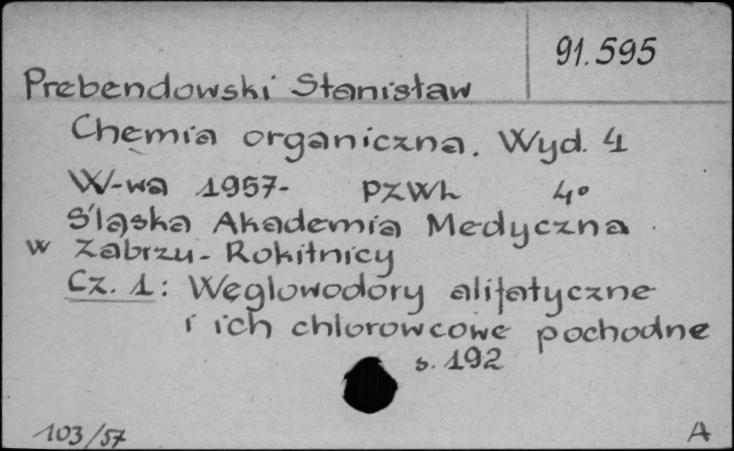 91.595
Prebendowski Stanisław
Chemia organiczna. Wyd. 4
W-wa 1957- PZWL 4°
Śląska Akademia Medyczna
w Zabrzu-Rokitnicy
Cz. 1: Węglowodory alifatyczne
i ich chlorowcowe pochodne
s. 192
103/57 A